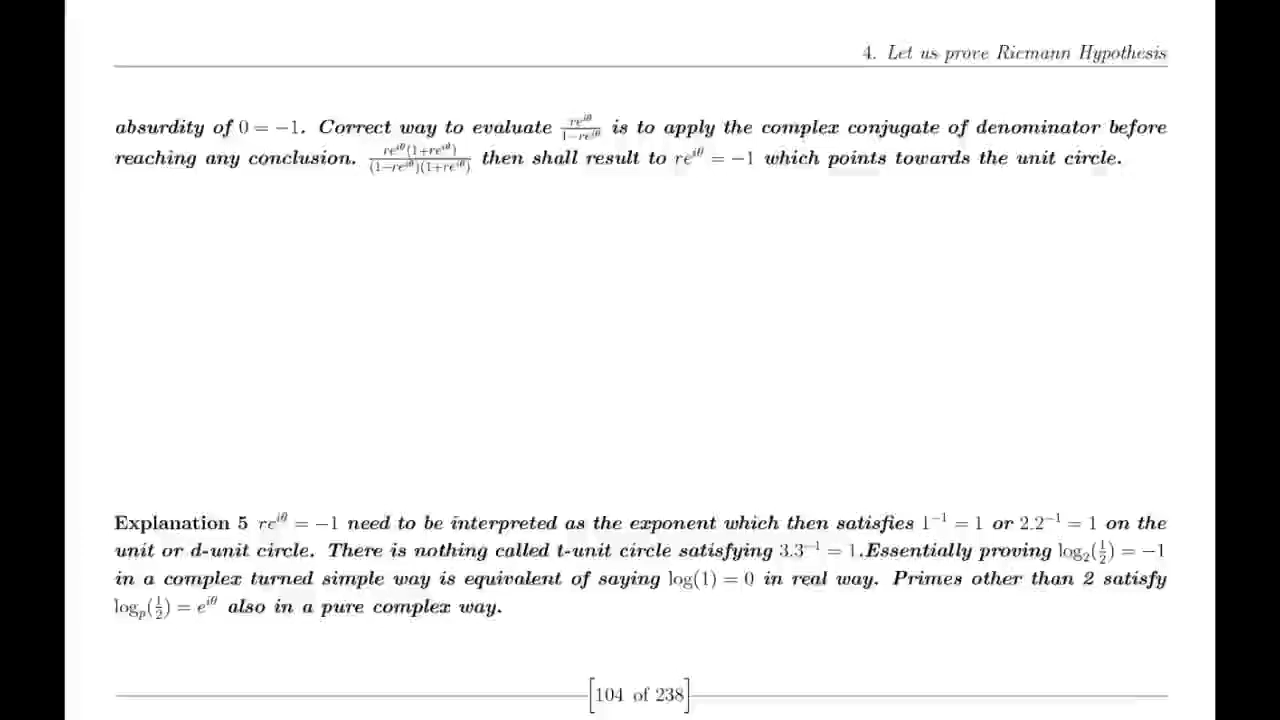 4. Let us prove Riemann Hypothesis
absurdity of 0 = −1. Correct way to evaluate re^{iθ}/(1−re^{iθ}) is to apply the complex conjugate of denominator before
reaching any conclusion. re^{iθ}(1+re^{iθ})/((1−re^{iθ})(1+re^{iθ})) then shall result to re^{iθ} = −1 which points towards the unit circle.
Explanation 5 re^{iθ} = −1 need to be interpreted as the exponent which then satisfies 1^{−1} = 1 or 2.2^{−1} = 1 on the
unit or d-unit circle. There is nothing called t-unit circle satisfying 3.3^{−1} = 1.Essentially proving log₂(1/2) = −1
in a complex turned simple way is equivalent of saying log(1) = 0 in real way. Primes other than 2 satisfy
log_p(1/2) = e^{iθ} also in a pure complex way.
[104 of 238]